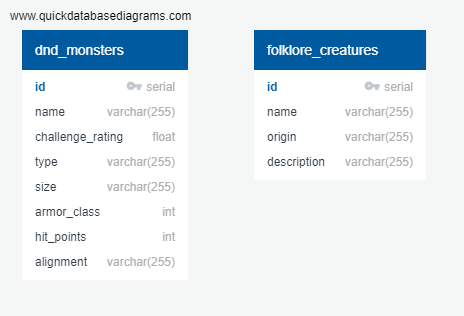 www.quickdatabasediagrams.com
dnd_monsters
id serial
name varchar(255)
challenge_rating float
type varchar(255)
size varchar(255)
armor_class int
hit_points int
alignment varchar(255)
folklore_creatures
id serial
name varchar(255)
origin varchar(255)
description varchar(255)